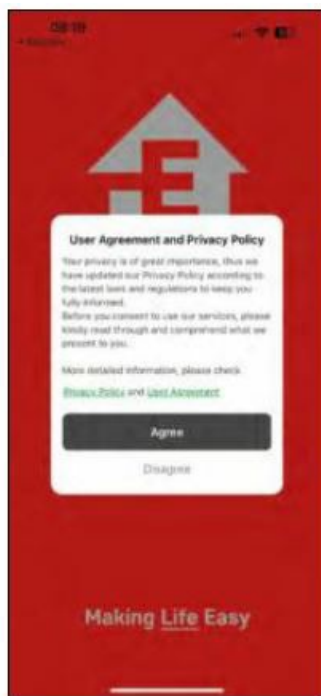 08:18
E
User Agreement and Privacy Policy
Your privacy is of great importance, thus we
have updated our Privacy Policy according to
the latest laws and regulations to keep you
fully informed.
Before you consent to use our services, please
kindly read through and comprehend what we
present to you.
More detailed information, please check
Privacy Policy and User Agreement
Agree
Disagree
Making Life Easy